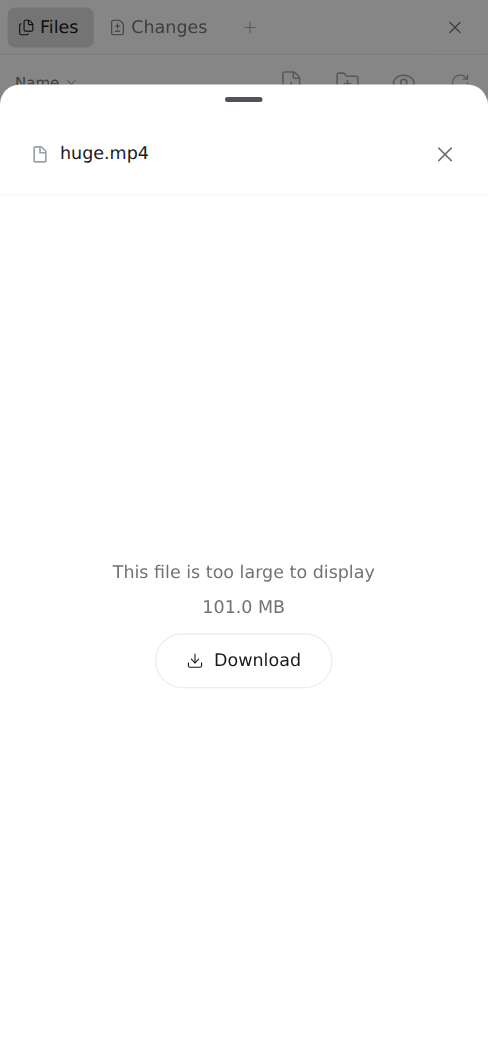 Files Changes
Name
huge.mp4
This file is too large to display
101.0 MB
Download